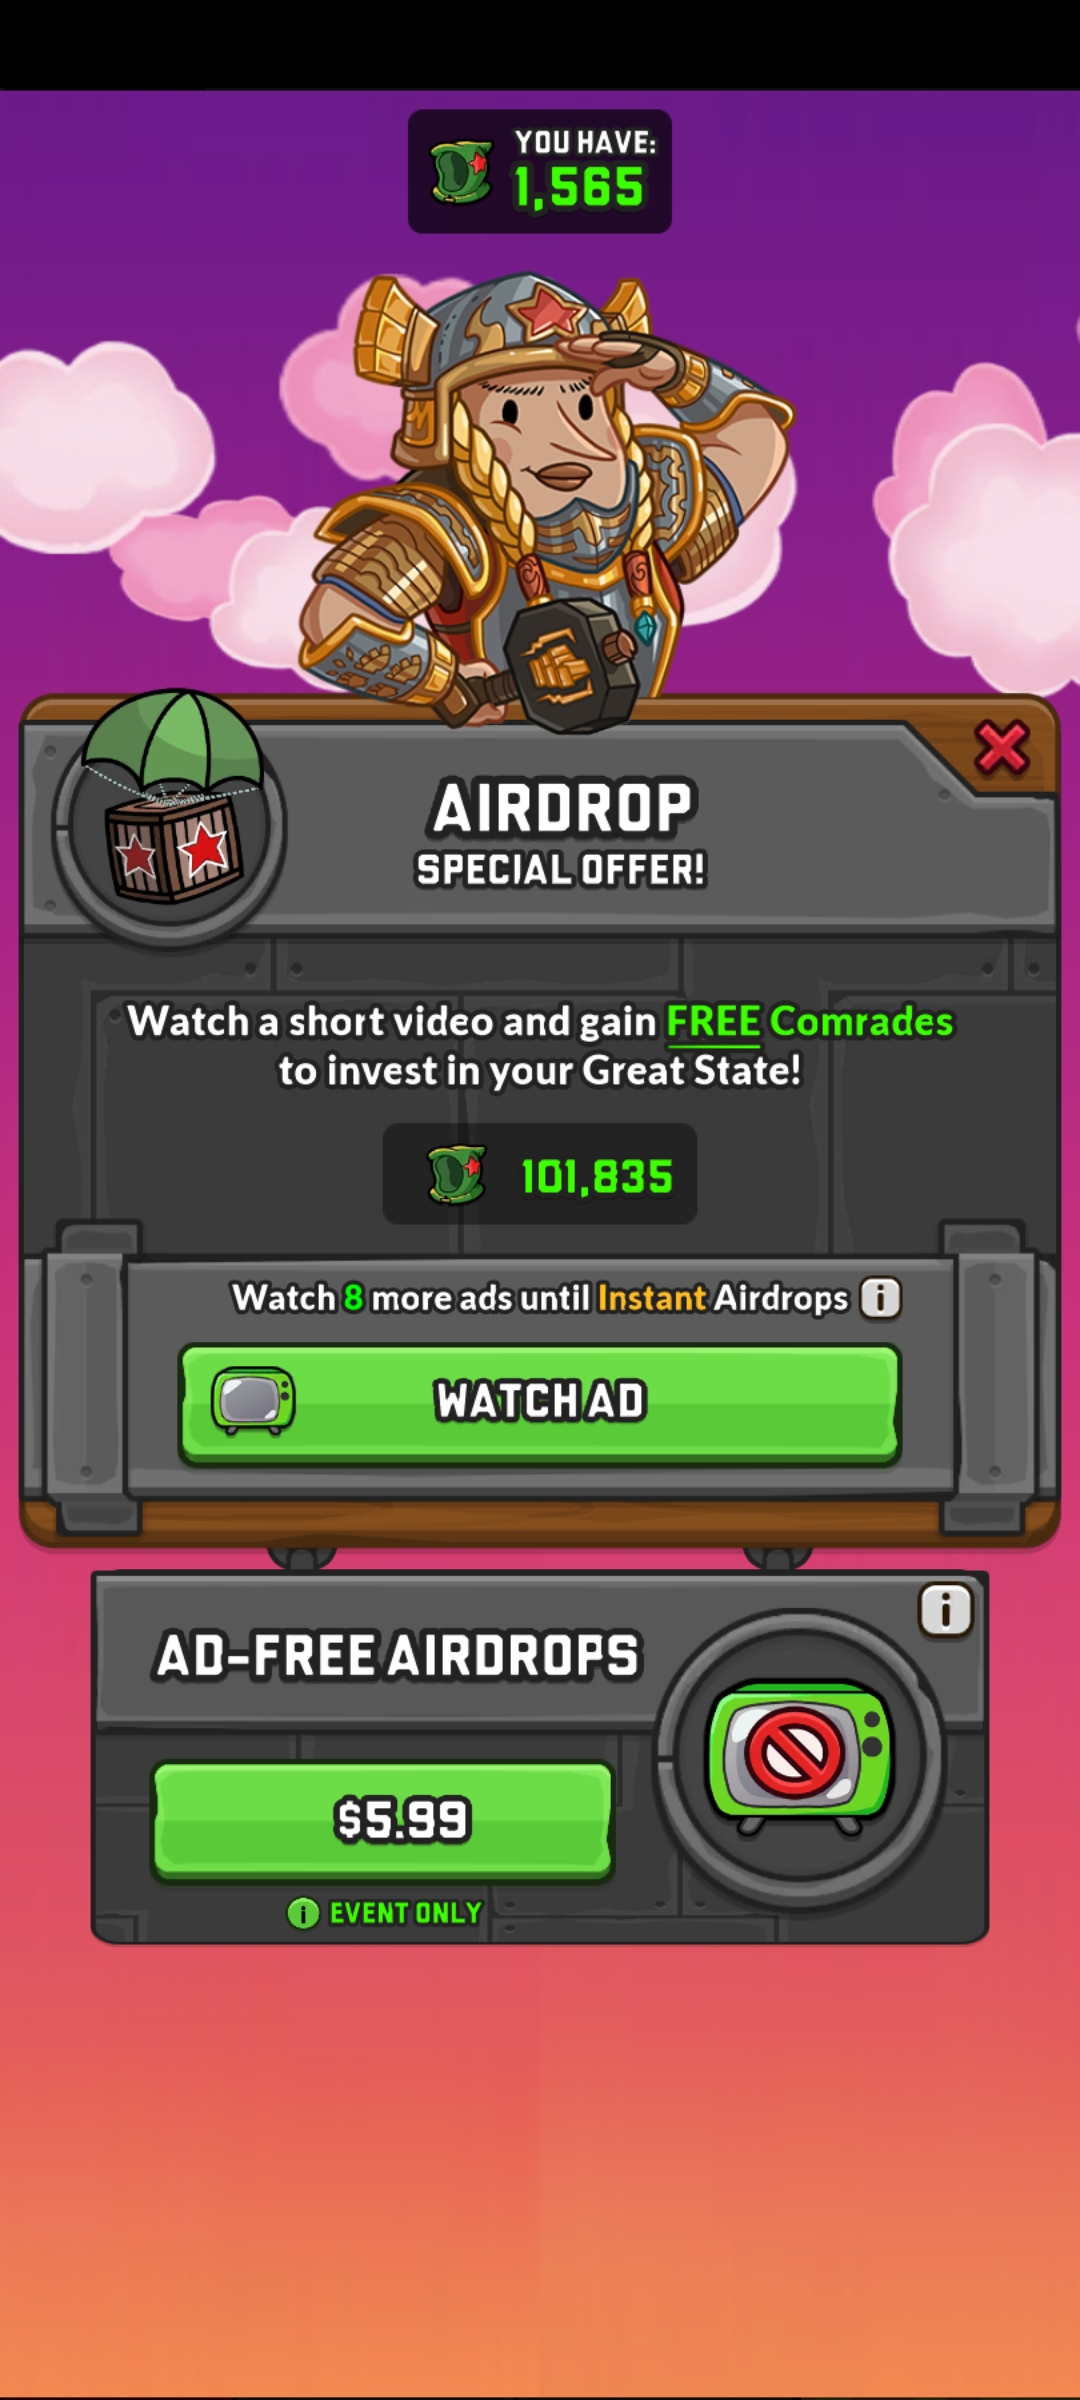 YOU HAVE:
1,565
AIRDROP
SPECIAL OFFER!
Watch a short video and gain FREE Comrades
to invest in your Great State!
101,835
Watch 8 more ads until Instant Airdrops i
WATCH AD
i
AD-FREE AIRDROPS
$5.99
i EVENT ONLY